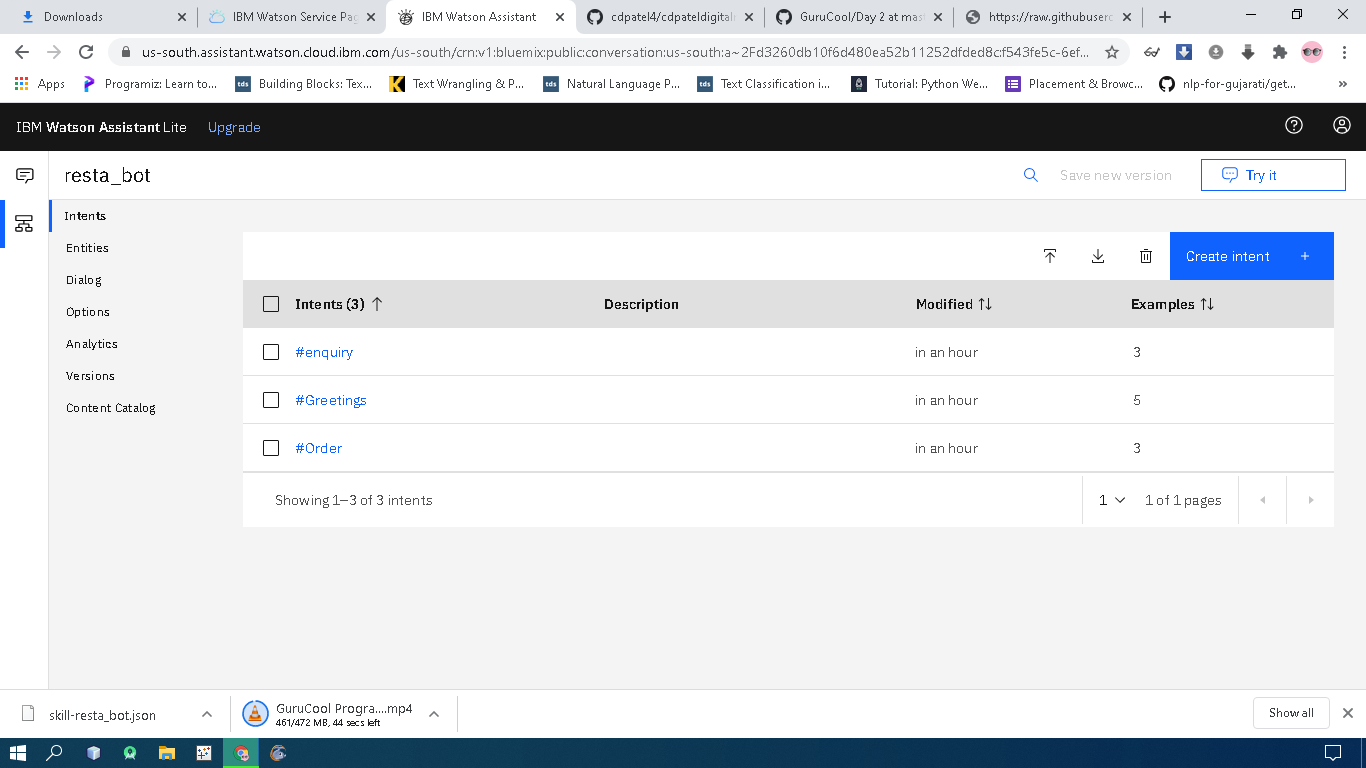 Downloads
IBM Watson Service Pag
IBM Watson Assistant
cdpatel4/cdpateldigital
GuruCool/Day 2 at mast
https://raw.githubuserc
us-south.assistant.watson.cloud.ibm.com/us-south/crn:v1:bluemix:public:conversation:us-south:a~2Fd3260db10f6d480ea52b11252dfded8c:f543fe5c-6ef...
Apps
Programiz: Learn to...
Building Blocks: Tex...
Text Wrangling & P...
Natural Language P...
Text Classification i...
Tutorial: Python We...
Placement & Browc...
nlp-for-gujarati/get...
IBM Watson Assistant Lite
Upgrade
resta_bot
Save new version
Try it
Intents
Entities
Dialog
Options
Analytics
Versions
Content Catalog
Create intent +
Intents (3)
Description
Modified
Examples
#enquiry
in an hour
3
#Greetings
in an hour
5
#Order
in an hour
3
Showing 1–3 of 3 intents
1
1 of 1 pages
skill-resta_bot.json
GuruCool Progra....mp4
461/472 MB, 44 secs left
Show all